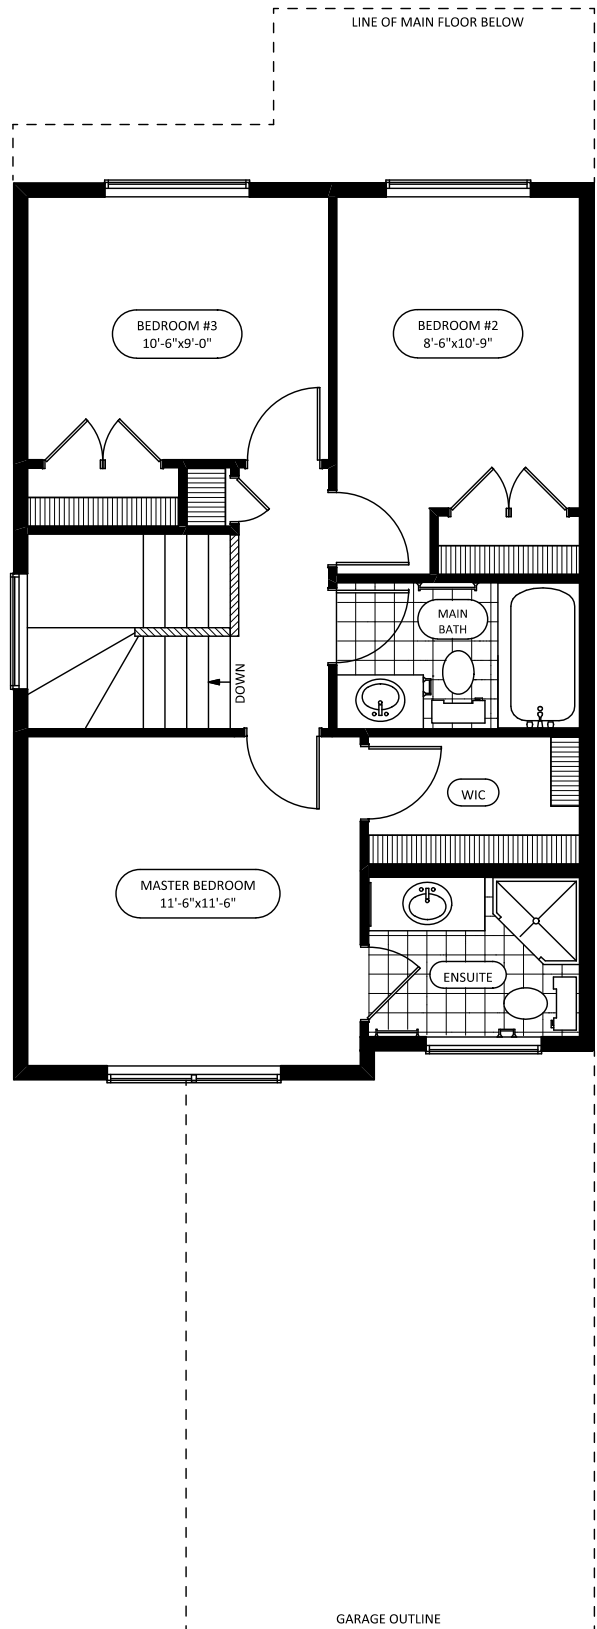 LINE OF MAIN FLOOR BELOW
BEDROOM #3
10'-6"x9'-0"
BEDROOM #2
8'-6"x10'-9"
MAIN
BATH
DOWN
WIC
MASTER BEDROOM
11'-6"x11'-6"
ENSUITE
GARAGE OUTLINE